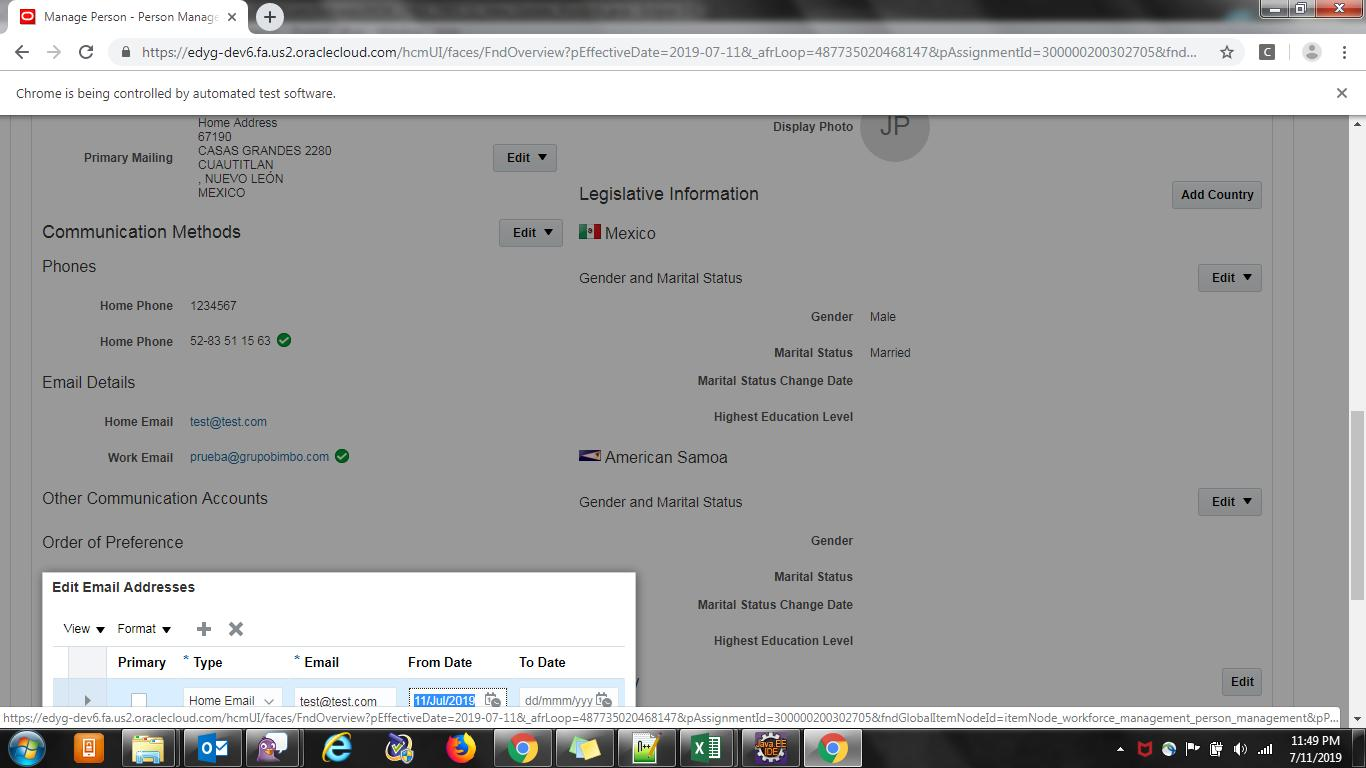 Manage Person - Person Manage
https://edyg-dev6.fa.us2.oraclecloud.com/hcmUI/faces/FndOverview?pEffectiveDate=2019-07-11&_afrLoop=487735020468147&pAssignmentId=300000200302705&fnd...
C
Chrome is being controlled by automated test software.
Home Address
67190
Primary Mailing CASAS GRANDES 2280
CUAUTITLAN
, NUEVO LEÓN
MEXICO
Edit
Display Photo JP
Legislative Information
Add Country
Communication Methods
Edit
Mexico
Phones
Gender and Marital Status
Edit
Home Phone 1234567
Gender Male
Home Phone 52-83 51 15 63
Marital Status Married
Email Details
Marital Status Change Date
Highest Education Level
Home Email test@test.com
Work Email prueba@grupobimbo.com
American Samoa
Other Communication Accounts
Gender and Marital Status
Edit
Order of Preference
Gender
Marital Status
Marital Status Change Date
Highest Education Level
Edit
Edit Email Addresses
View Format
Primary * Type * Email From Date To Date
Home Email test@test.com 11/Jul/2019 dd/mmm/yyy
https://edyg-dev6.fa.us2.oraclecloud.com/hcmUI/faces/FndOverview?pEffectiveDate=2019-07-11&_afrLoop=487735020468147&pAssignmentId=300000200302705&fndGlobalItemNodeId=itemNode_workforce_management_person_management&pP...
Java EE
IDE
11:49 PM
7/11/2019